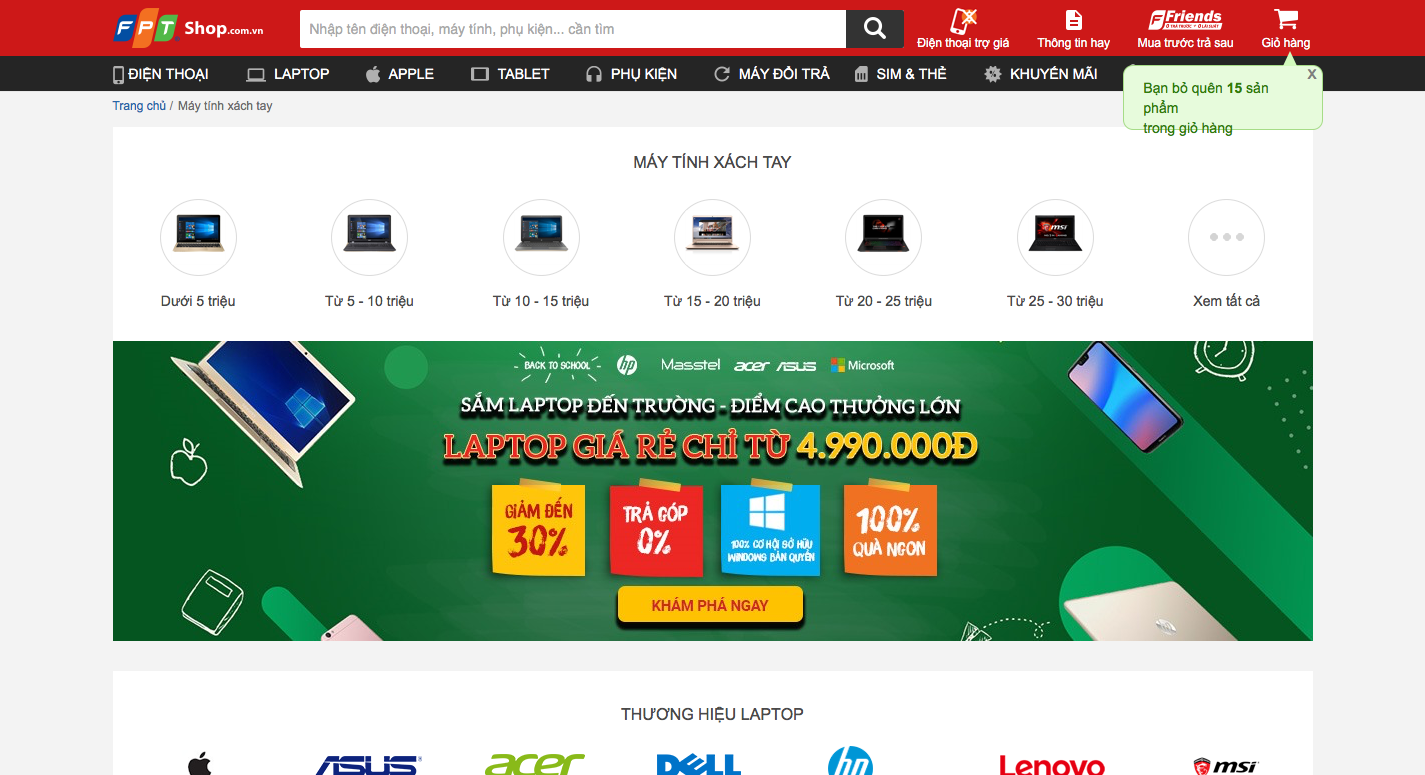 FPT Shop.com.vn
Nhập tên điện thoại, máy tính, phụ kiện... cần tìm
Điện thoại trợ giá
Thông tin hay
FFriends
Mua trước trả sau
Giỏ hàng
ĐIỆN THOẠI
LAPTOP
APPLE
TABLET
PHỤ KIỆN
MÁY ĐỔI TRẢ
SIM & THẺ
KHUYẾN MÃI
X
Bạn bỏ quên 15 sản
phẩm
trong giỏ hàng
Trang chủ / Máy tính xách tay
MÁY TÍNH XÁCH TAY
msi
Dưới 5 triệu
Từ 5 - 10 triệu
Từ 10 - 15 triệu
Từ 15 - 20 triệu
Từ 20 - 25 triệu
Từ 25 - 30 triệu
Xem tất cả
BACK TO SCHOOL
hp
Masstel
acer
ASUS
Microsoft
SẮM LAPTOP ĐẾN TRƯỜNG - ĐIỂM CAO THƯỞNG LỚN
LAPTOP GIÁ RẺ CHỈ TỪ 4.990.000Đ
GIẢM ĐẾN
30%
TRẢ GÓP
0%
100% CƠ HỘI SỞ HỮU
WINDOWS BẢN QUYỀN
100%
QUÀ NGON
KHÁM PHÁ NGAY
THƯƠNG HIỆU LAPTOP
ASUS
acer
DELL
hp
Lenovo
msi